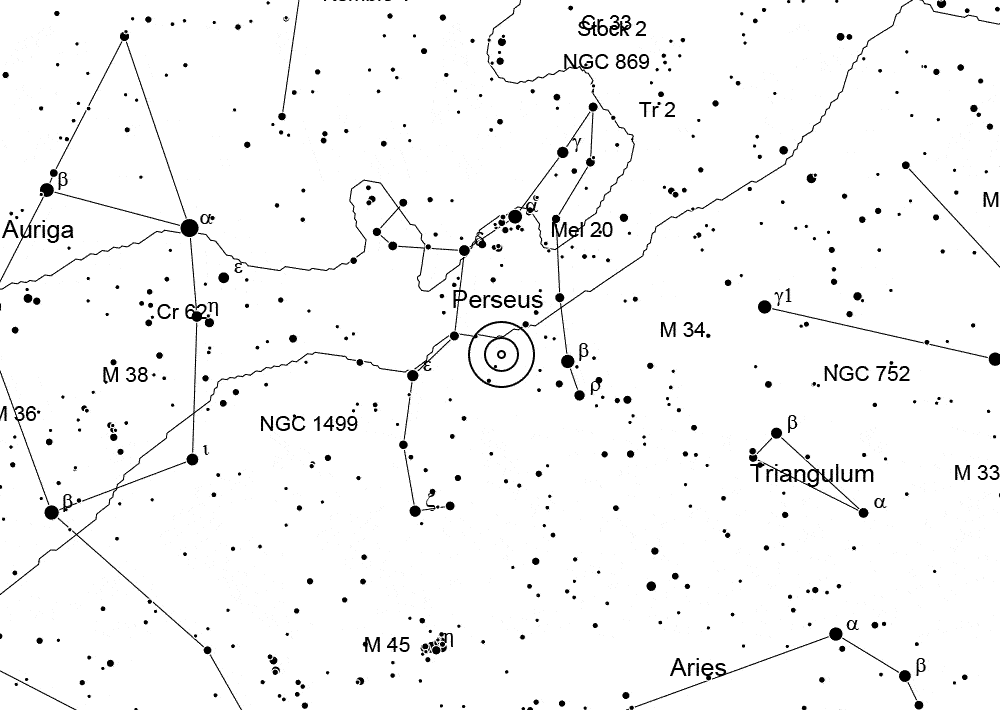 Cr 33
Stock 2
NGC 869
Tr 2
γ
β
α
α
Mel 20
δ
Auriga
ε
Perseus
γ1
Cr 62
η
M 34
β
ε
NGC 752
M 38
ρ
M 36
NGC 1499
β
ι
Triangulum
M 33
β
ζ
α
M 45
η
α
Aries
β